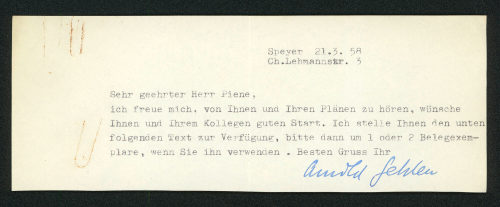 Speyer 21.3. 58
Ch.Lehmannstr. 3
Sehr geehrter Herr Piene,
ich freue mich, von Ihnen und Ihren Plänen zu hören, wünsche
Ihnen und Ihrem Kollegen guten Start. Ich stelle Ihnen den unten
folgenden Text zur Verfügung, bitte dann um 1 oder 2 Belegexem-
plare, wenn Sie ihn verwenden . Besten Gruss Ihr
Arnold Gehlen